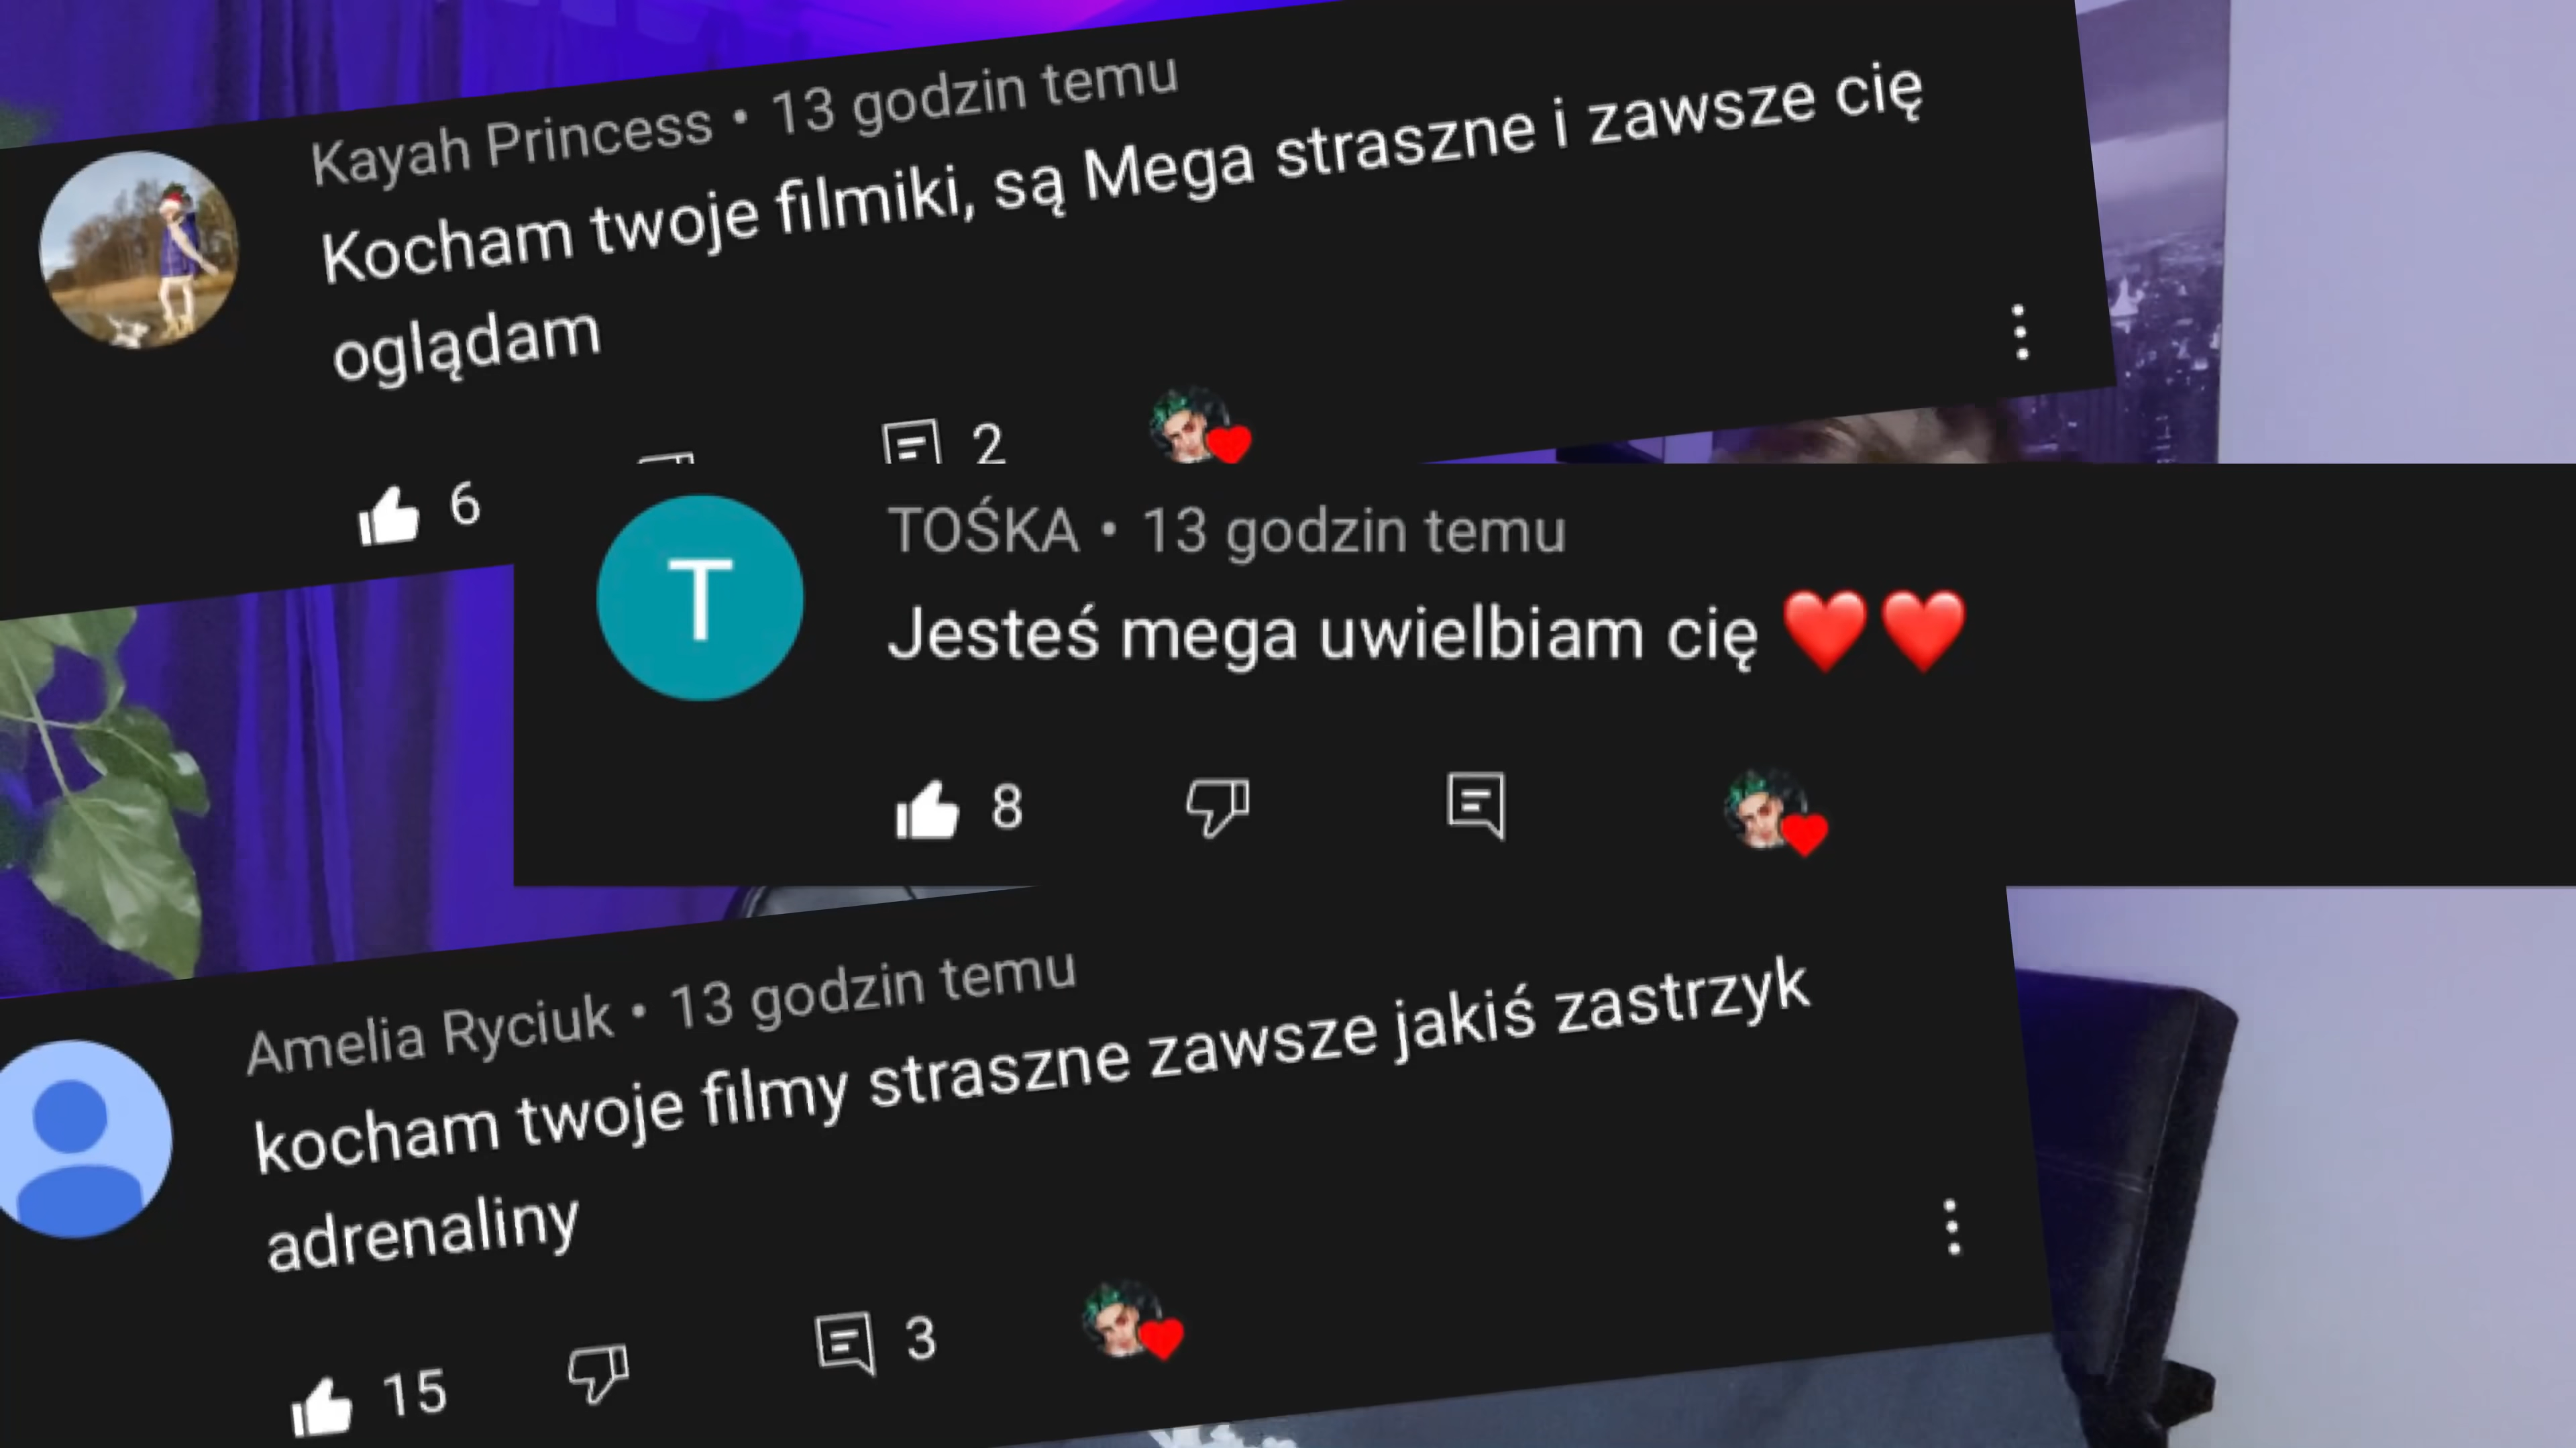 Kayah Princess • 13 godzin temu
Kocham twoje filmiki, są Mega straszne i zawsze cię
oglądam
6
2
T
TOŚKA • 13 godzin temu
Jesteś mega uwielbiam cię ❤️❤️
8
Amelia Ryciuk • 13 godzin temu
kocham twoje filmy straszne zawsze jakiś zastrzyk
adrenaliny
15
3